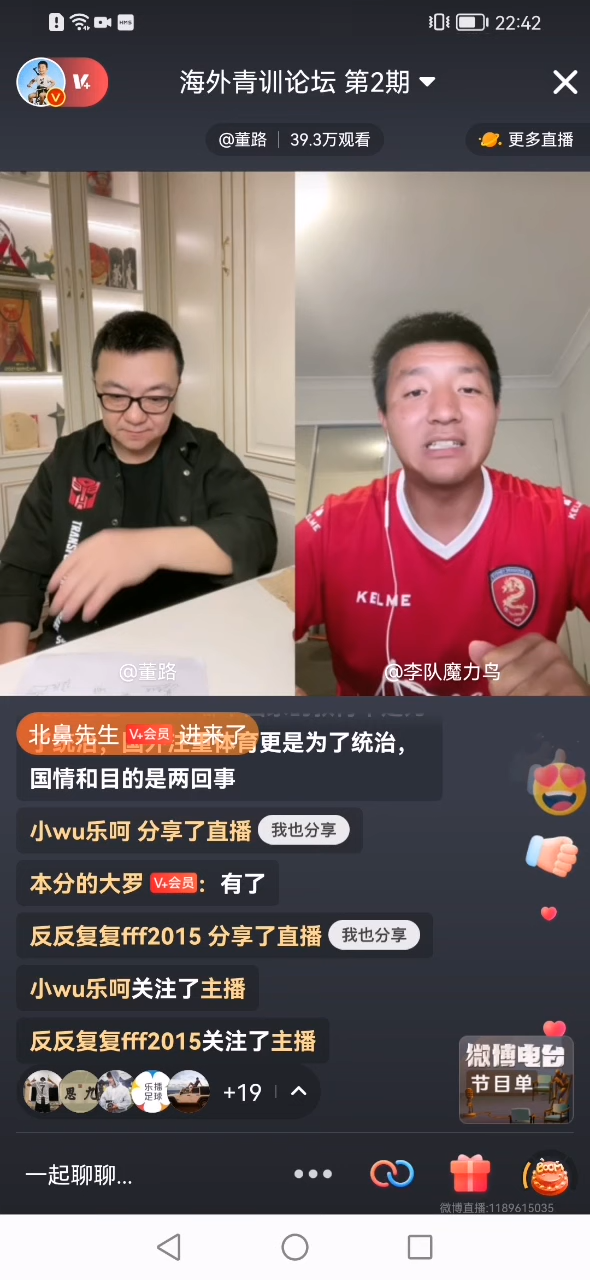 22:42
V+
海外青训论坛 第2期
@董路 39.3万观看
更多直播
KELME
KELME
@董路
@李队魔力鸟
北鼻先生 V+会员 进来了
更是为了统治，
国情和目的是两回事
小wu乐呵 分享了直播 我也分享
本分的大罗 V+会员： 有了
反反复复fff2015 分享了直播 我也分享
小wu乐呵关注了主播
反反复复fff2015关注了主播
乐播
足球
+19
微博电台
节目单
一起聊聊...
微博直播:1189615035